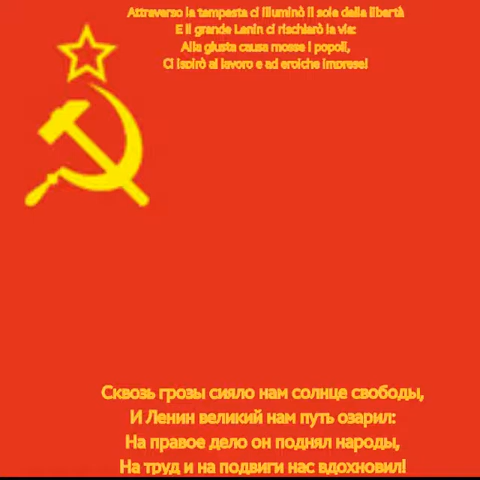 Attraverso la tempesta ci illuminò il sole della libertà
E il grande Lenin ci rischiarò la via:
Alla giusta causa mosse i popoli,
Ci ispirò al lavoro e ad eroiche imprese!
Сквозь грозы сияло нам солнце свободы,
И Ленин великий нам путь озарил:
На правое дело он поднял народы,
На труд и на подвиги нас вдохновил!